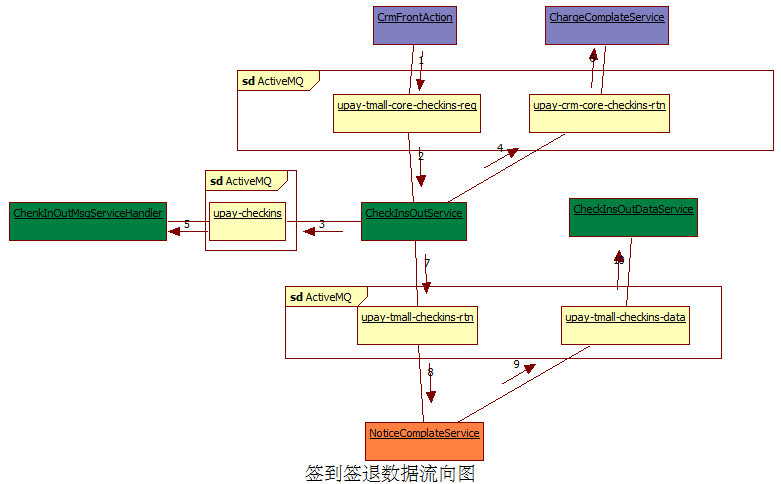 CrmFrontAction
ChargeComplateService
1
6
sd ActiveMQ
upay-tmall-core-checkins-req
upay-crm-core-checkins-rtn
2
4
sd ActiveMQ
ChenkInOutMsgServiceHandler
upay-checkins
CheckInsOutService
CheckInsOutDataService
5
3
7
10
sd ActiveMQ
upay-tmall-checkins-rtn
upay-tmall-checkins-data
8
9
NoticeComplateService
签到签退数据流向图